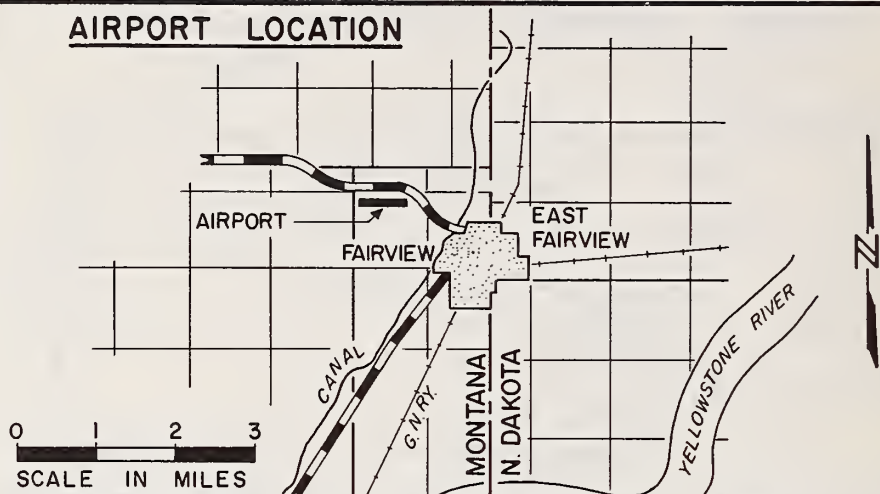 AIRPORT LOCATION
AIRPORT
FAIRVIEW
EAST
FAIRVIEW
N
CANAL
G.N.RY.
MONTANA
N. DAKOTA
YELLOWSTONE RIVER
0 1 2 3
SCALE IN MILES